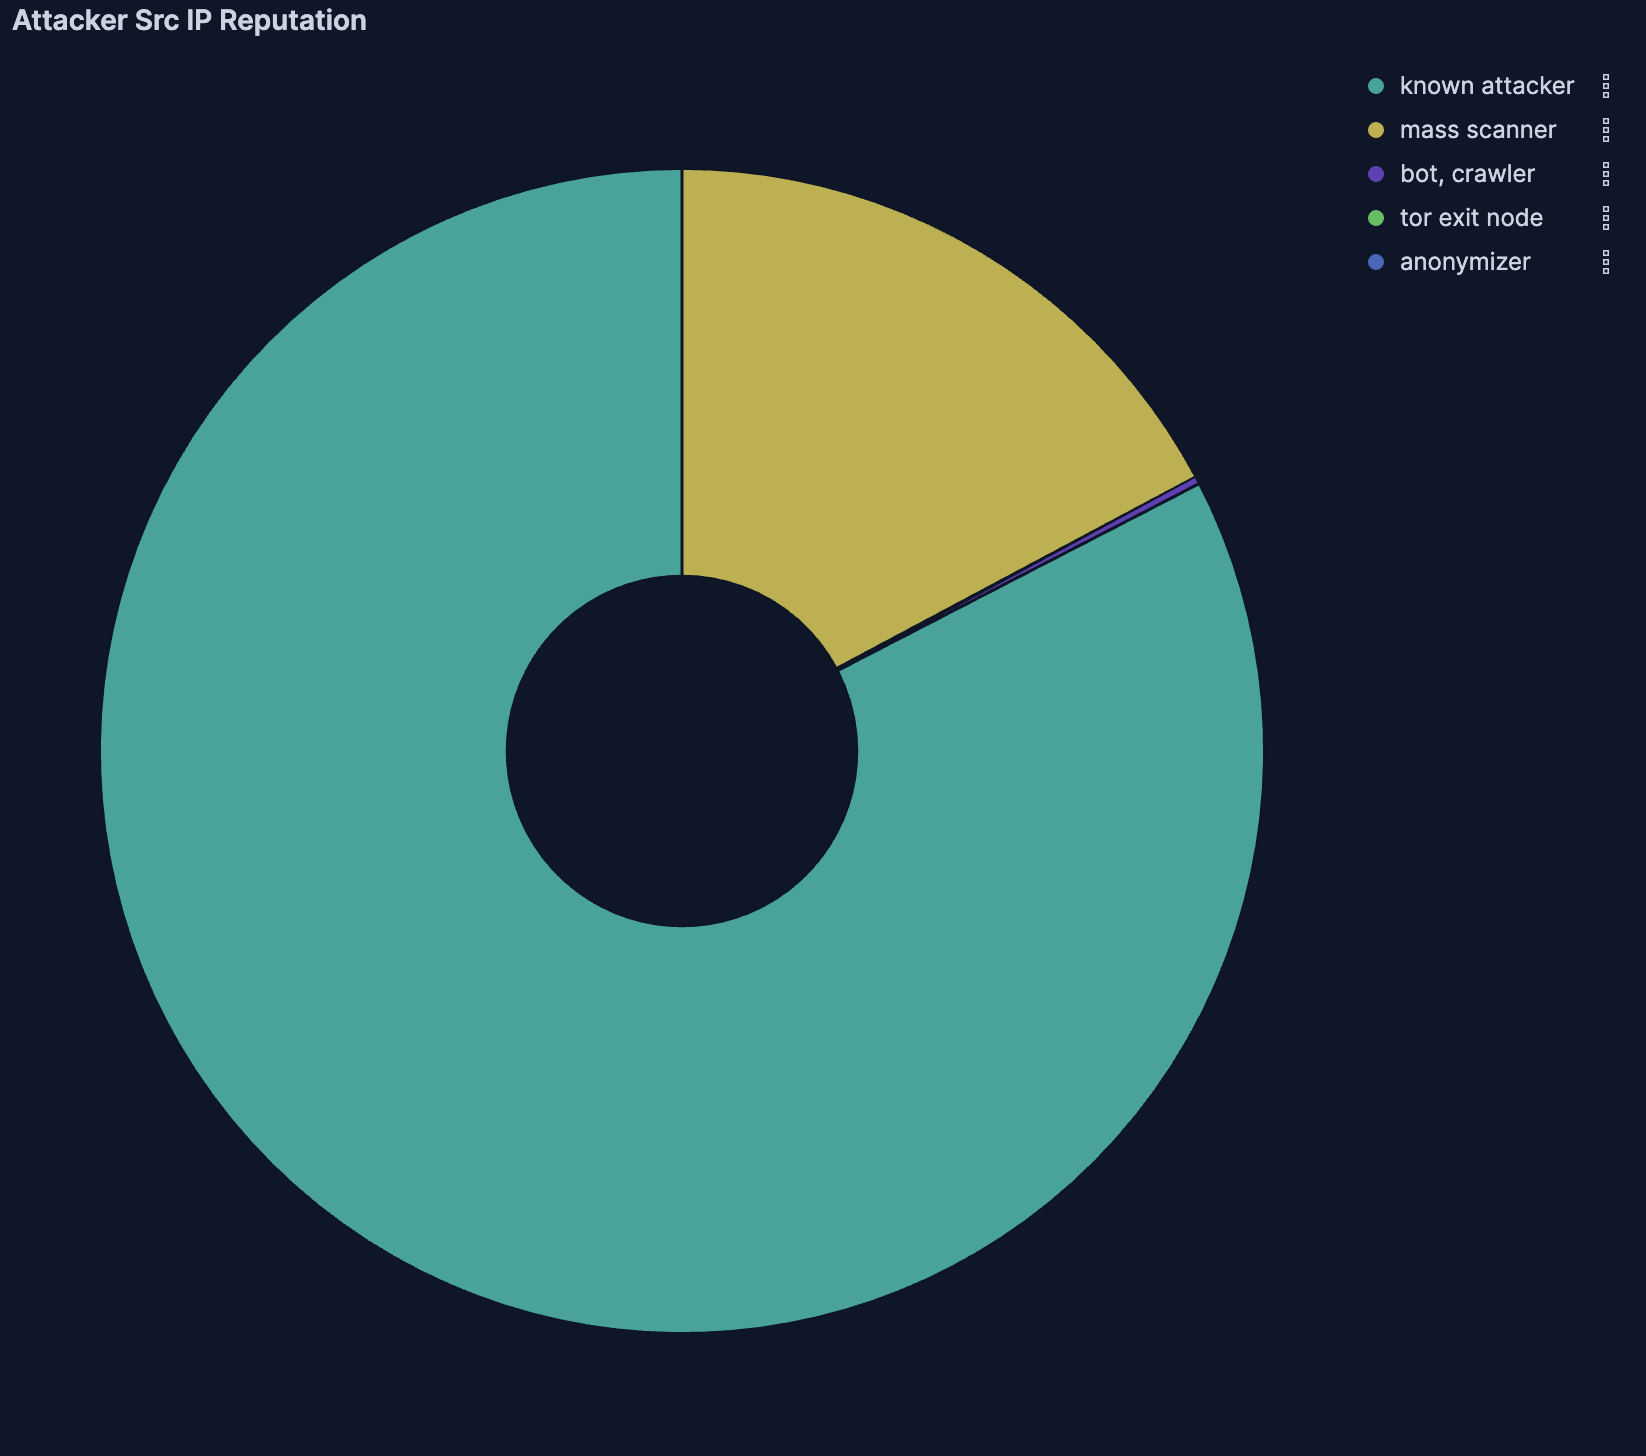 Attacker Src IP Reputation
known attacker
mass scanner
bot, crawler
tor exit node
anonymizer